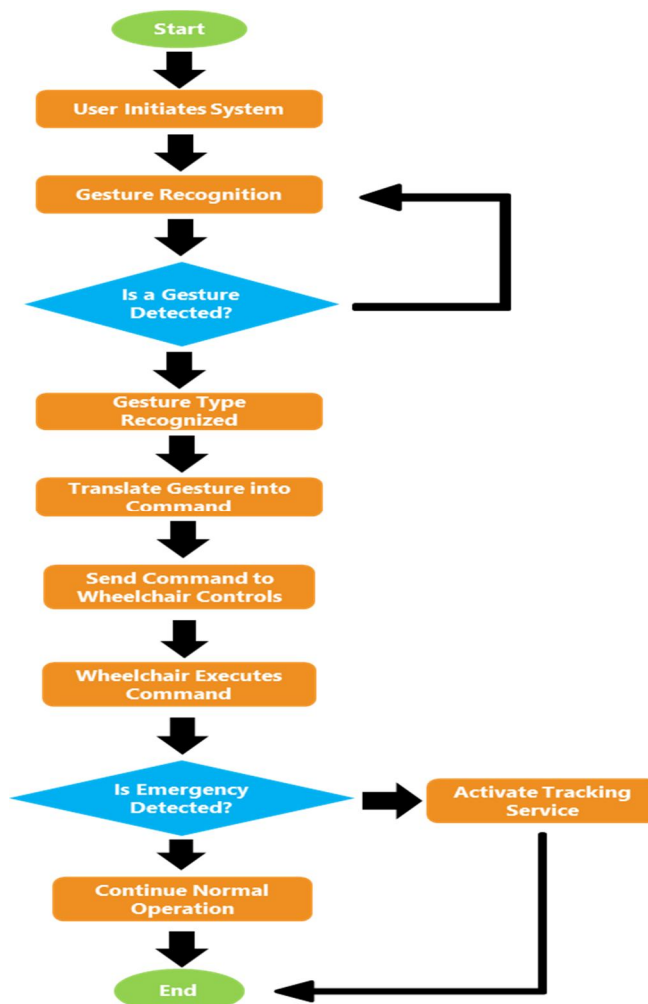 Start
User Initiates System
Gesture Recognition
Is a Gesture
Detected?
Gesture Type
Recognized
Translate Gesture into
Command
Send Command to
Wheelchair Controls
Wheelchair Executes
Command
Is Emergency
Detected?
Activate Tracking
Service
Continue Normal
Operation
End